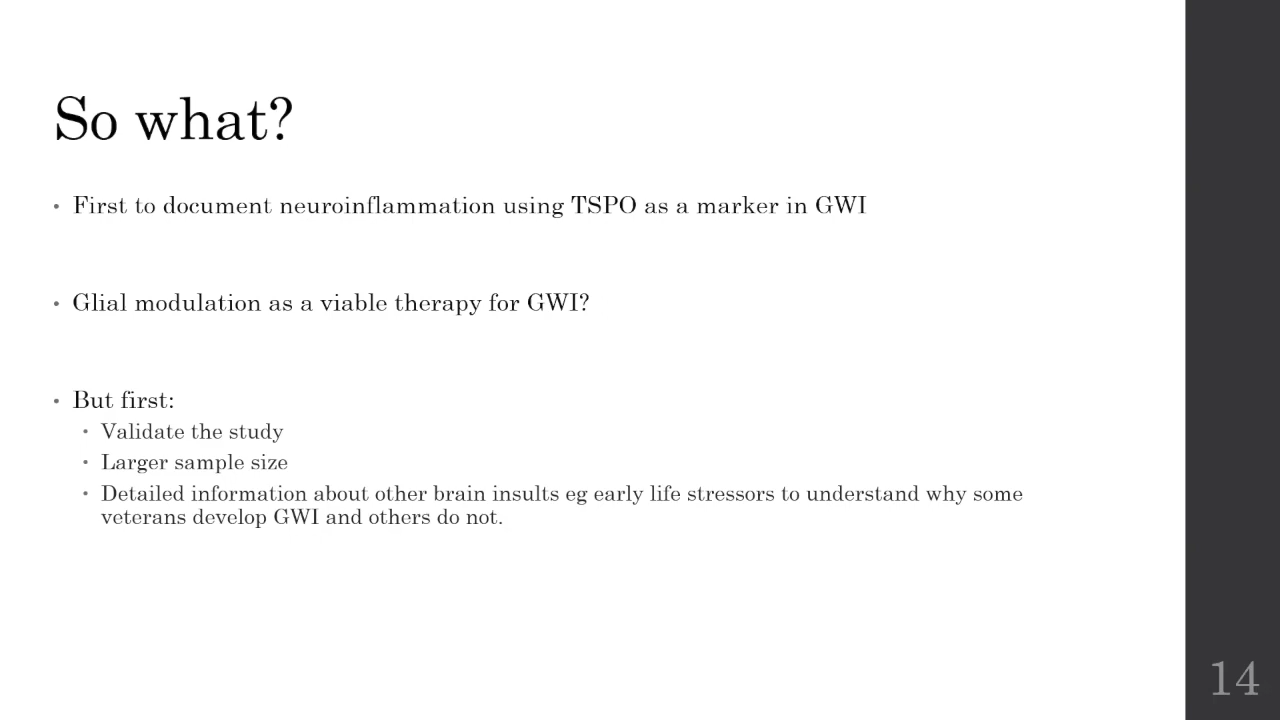 So what?
• First to document neuroinflammation using TSPO as a marker in GWI
• Glial modulation as a viable therapy for GWI?
• But first:
• Validate the study
• Larger sample size
• Detailed information about other brain insults eg early life stressors to understand why some
veterans develop GWI and others do not.
14